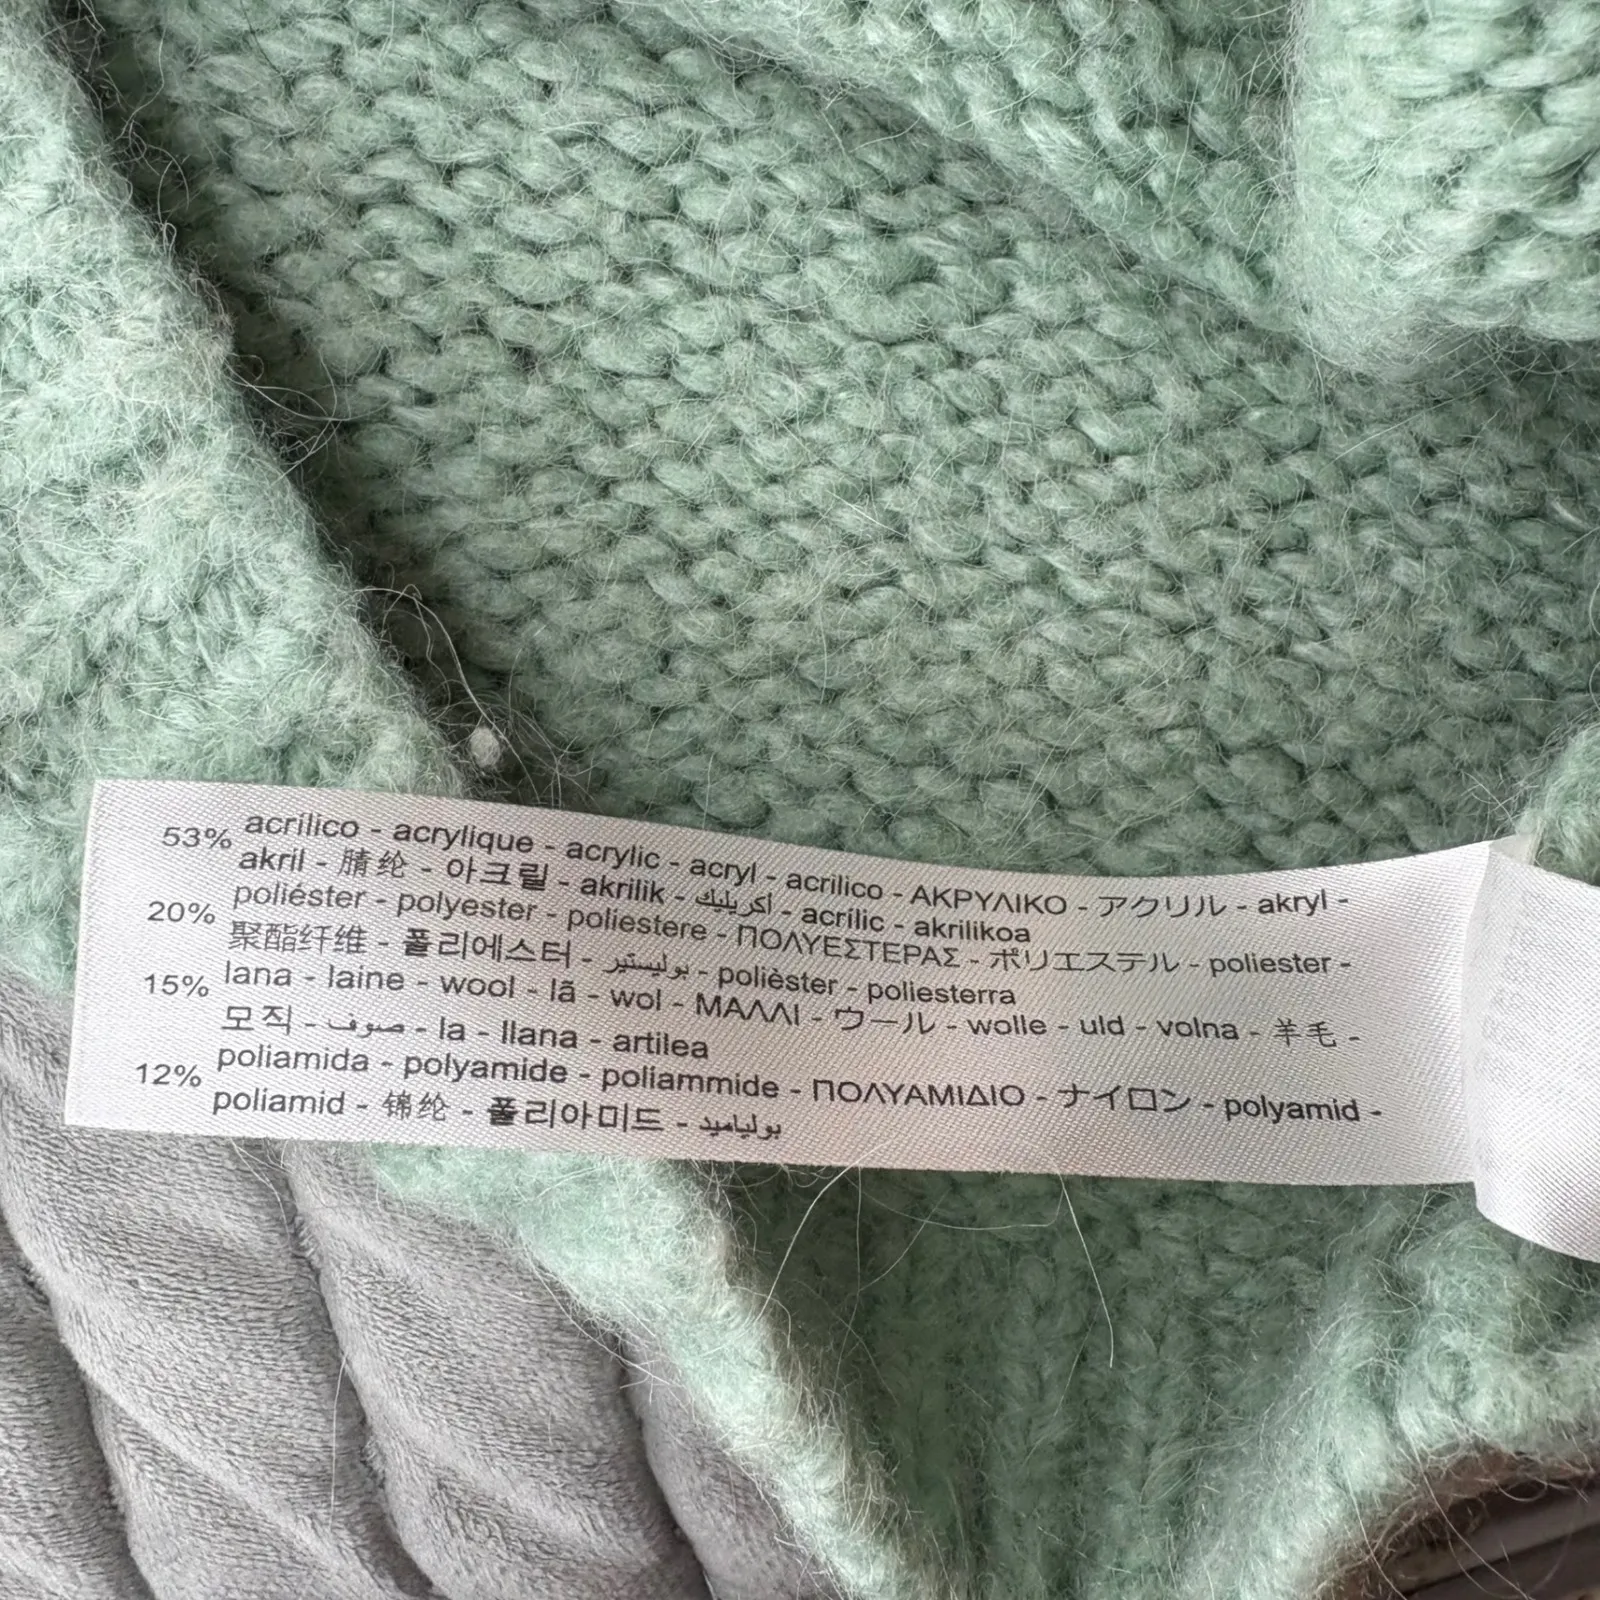 53% acrílico - acrylique - acrylic - acryl - acrilico - ΑΚΡΥΛΙΚΟ - アクリル - akryl -
akril - 腈纶 - 아크릴 - akrilik - اكريليك - acrílic - akrilikoa
20% poliéster - polyester - poliestere - ΠΟΛΥΕΣΤΕΡΑΣ - ポリエステル - poliester -
聚酯纤维 - 폴리에스터 - بوليستير - polièster - poliesterra
15% lana - laine - wool - lã - wol - ΜΑΛΛΙ - ウール - wolle - uld - volna - 羊毛 -
모직 - صوف - la - llana - artilea
12% poliamida - polyamide - poliammide - ΠΟΛΥΑΜΙΔΙΟ - ナイロン - polyamid -
poliamid - 锦纶 - 폴리아미드 - بولياميد